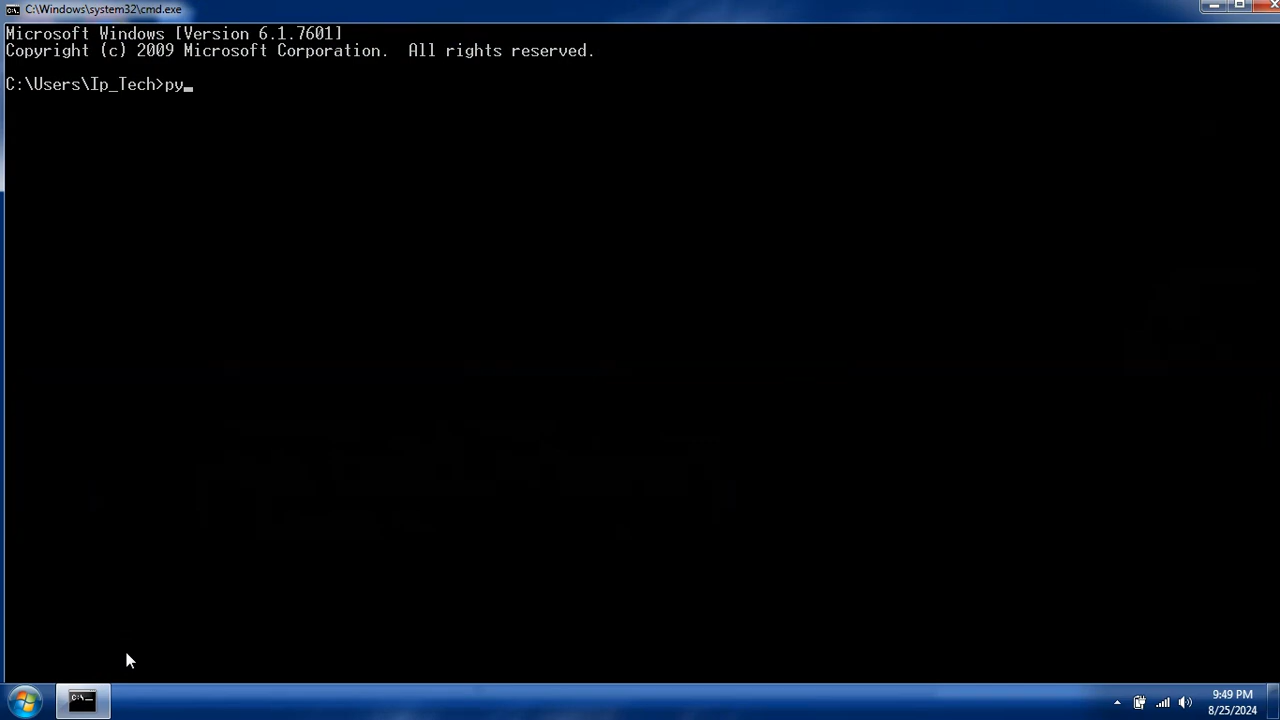 C:\Windows\system32\cmd.exe
Microsoft Windows [Version 6.1.7601]
Copyright (c) 2009 Microsoft Corporation.  All rights reserved.
C:\Users\Ip_Tech>py_
C:\_
9:49 PM
8/25/2024